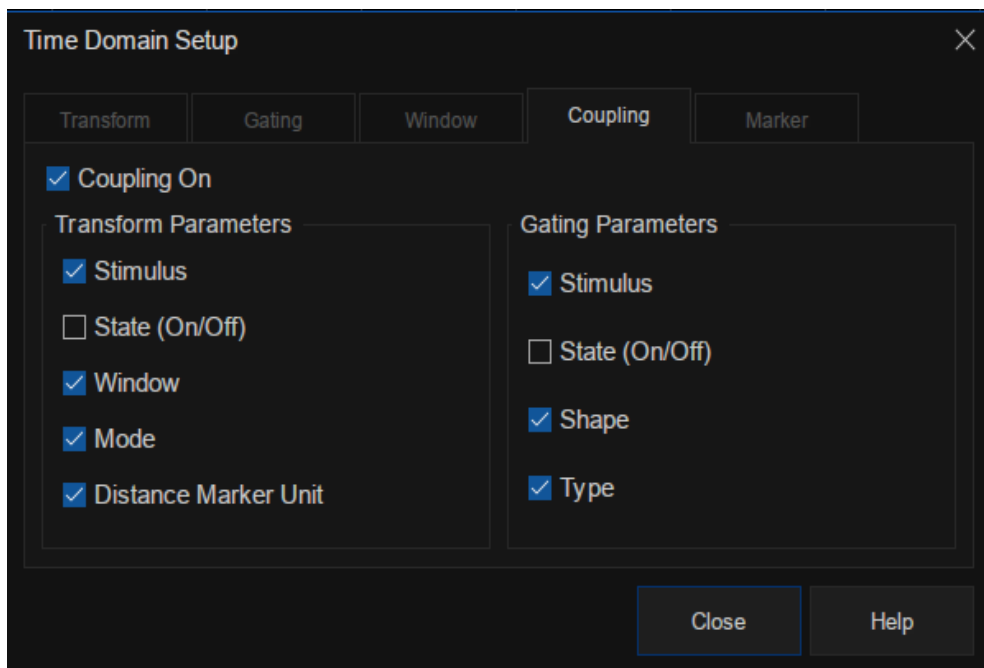 Time Domain Setup
Transform Gating Window Coupling Marker
Coupling On
Transform Parameters
Stimulus
State (On/Off)
Window
Mode
Distance Marker Unit
Gating Parameters
Stimulus
State (On/Off)
Shape
Type
Close Help